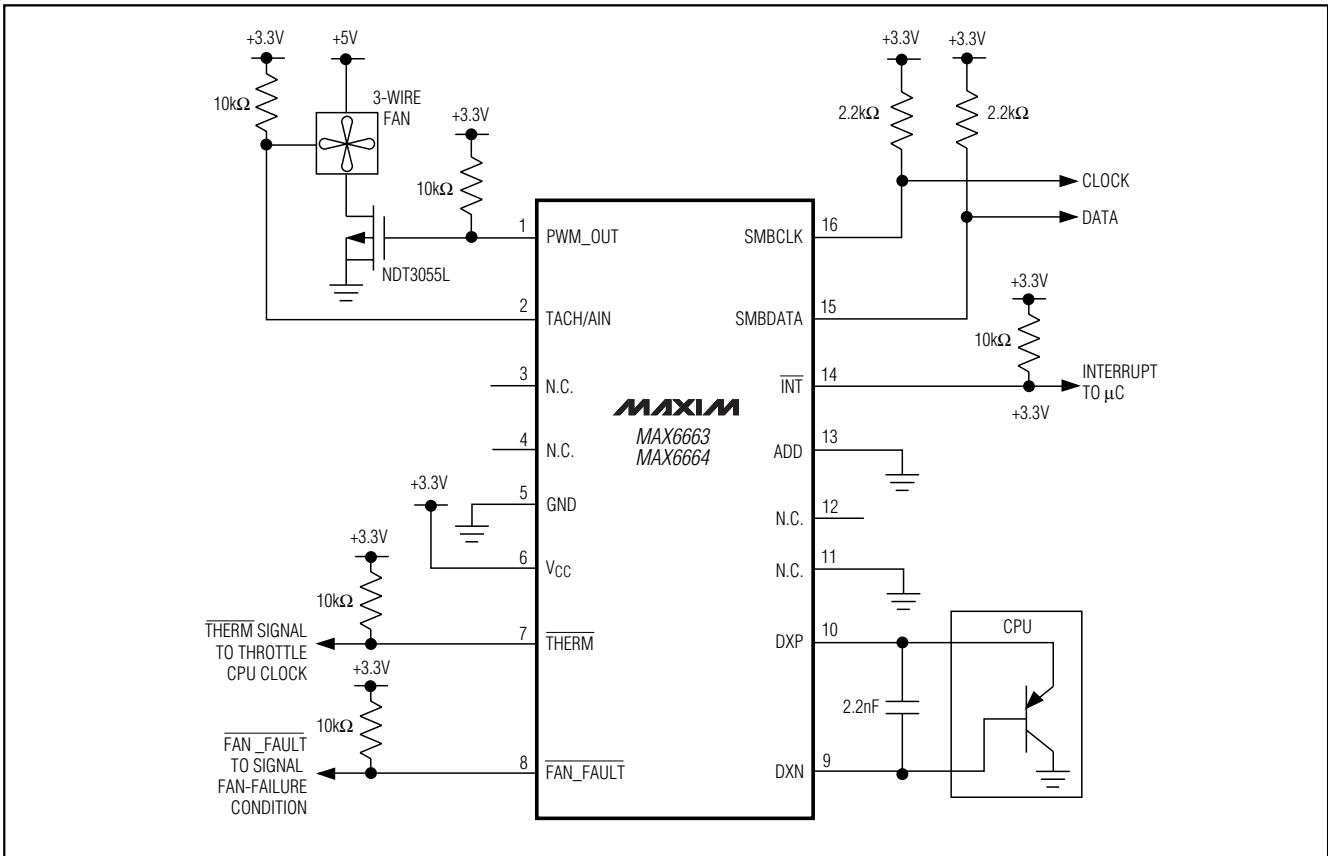 +3.3V
+5V
10kΩ
3-WIRE
FAN
+3.3V
10kΩ
NDT3055L
+3.3V
+3.3V
2.2kΩ
2.2kΩ
CLOCK
DATA
1
PWM_OUT
SMBCLK
16
2
TACH/AIN
SMBDATA
15
+3.3V
10kΩ
3
N.C.
INT
14
INTERRUPT
TO μC
+3.3V
MAXIM
MAX6663
MAX6664
4
N.C.
ADD
13
+3.3V
5
GND
N.C.
12
6
VCC
N.C.
11
+3.3V
10kΩ
THERM SIGNAL
TO THROTTLE
CPU CLOCK
7
THERM
DXP
10
CPU
2.2nF
+3.3V
10kΩ
FAN _FAULT
TO SIGNAL
FAN-FAILURE
CONDITION
8
FAN_FAULT
DXN
9